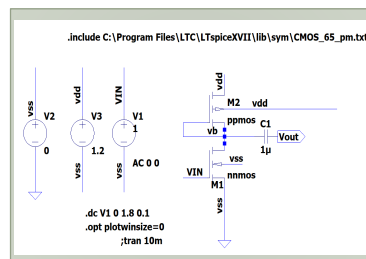 .include C:\Program Files\LTC\LTspiceXVII\lib\sym\CMOS_65_pm.txt
vss
V2
0
vdd
V3
1.2
vss
VIN
V1
1
AC 0 0
vss
vdd
M2
vdd
ppmos
vb
C1
1µ
Vout
vss
VIN
nnmos
M1
vss
.dc V1 0 1.8 0.1
.opt plotwinsize=0
;tran 10m